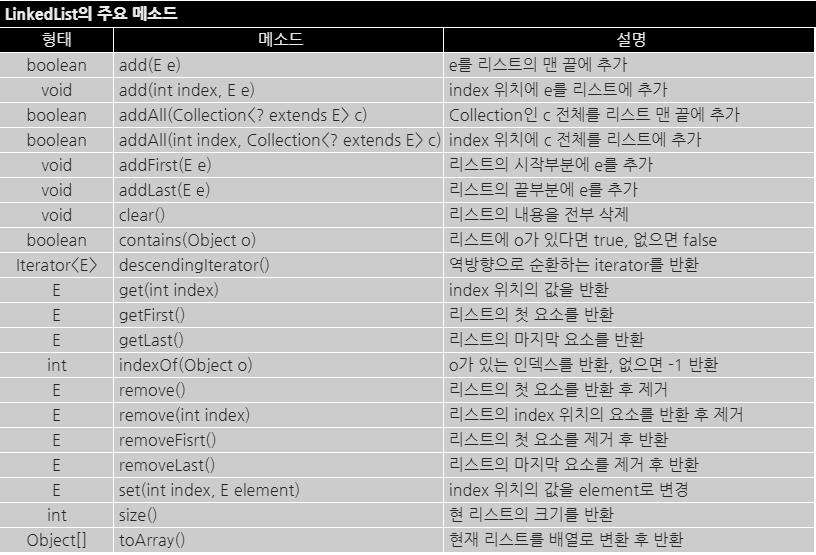 LinkedList의 주요 메소드
형태 메소드 설명
boolean add(E e) e를 리스트의 맨 끝에 추가
void add(int index, E e) index 위치에 e를 리스트에 추가
boolean addAll(Collection<? extends E> c) Collection인 c 전체를 리스트 맨 끝에 추가
boolean addAll(int index, Collection<? extends E> c) index 위치에 c 전체를 리스트에 추가
void addFirst(E e) 리스트의 시작부분에 e를 추가
void addLast(E e) 리스트의 끝부분에 e를 추가
void clear() 리스트의 내용을 전부 삭제
boolean contains(Object o) 리스트에 o가 있다면 true, 없으면 false
Iterator<E> descendingIterator() 역방향으로 순환하는 iterator를 반환
E get(int index) index 위치의 값을 반환
E getFirst() 리스트의 첫 요소를 반환
E getLast() 리스트의 마지막 요소를 반환
int indexOf(Object o) o가 있는 인덱스를 반환, 없으면 -1 반환
E remove() 리스트의 첫 요소를 반환 후 제거
E remove(int index) 리스트의 index 위치의 요소를 반환 후 제거
E removeFisrt() 리스트의 첫 요소를 제거 후 반환
E removeLast() 리스트의 마지막 요소를 제거 후 반환
E set(int index, E element) index 위치의 값을 element로 변경
int size() 현 리스트의 크기를 반환
Object[] toArray() 현재 리스트를 배열로 변환 후 반환